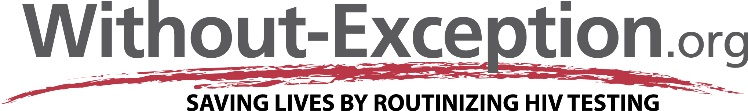 Without-Exception.org
SAVING LIVES BY ROUTINIZING HIV TESTING